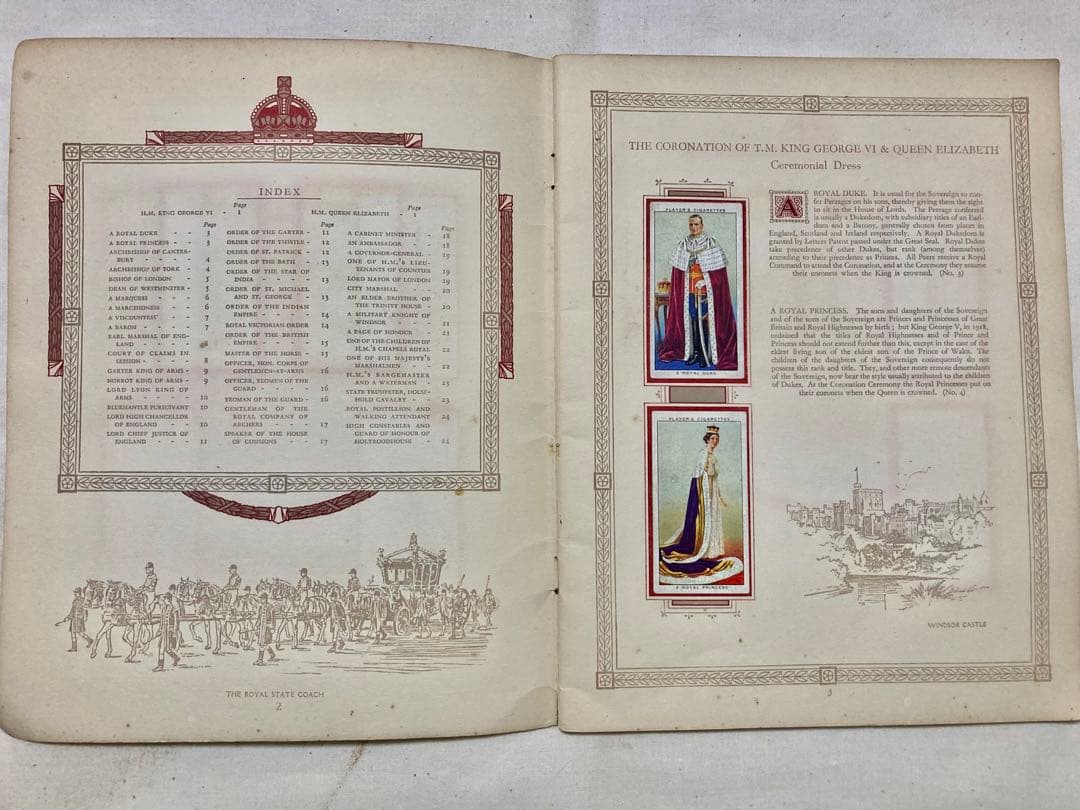 INDEX
Page
Page
H.M. KING GEORGE VI - 1
H.M. QUEEN ELIZABETH - 1
Page
A ROYAL DUKE - - 3
A ROYAL PRINCESS - - 3
ARCHBISHOP OF CANTER-
BURY - - - 4
ARCHBISHOP OF YORK - 4
BISHOP OF LONDON - 5
DEAN OF WESTMINSTER - 5
A MARQUESS - - - 6
A MARCHIONESS - - 6
A VISCOUNTESS - - 7
A BARON - - - 7
EARL MARSHAL OF ENG-
LAND - - -
COURT OF CLAIMS IN
SESSION - - - 8
GARTER KING OF ARMS - 9
NORROY KING OF ARMS - 9
LORD LYON KING OF
ARMS - - - 10
BLUEMANTLE PURSUIVANT 10
LORD HIGH CHANCELLOR
OF ENGLAND - - 10
LORD CHIEF JUSTICE OF
ENGLAND - - - 11
Page
ORDER OF THE GARTER - 11
ORDER OF THE THISTLE - 12
ORDER OF ST. PATRICK - 12
ORDER OF THE BATH - 13
ORDER OF THE STAR OF
INDIA - - - 13
ORDER OF ST. MICHAEL
AND ST. GEORGE - 13
ORDER OF THE INDIAN
EMPIRE - - - 14
ROYAL VICTORIAN ORDER 14
ORDER OF THE BRITISH
EMPIRE - - - 15
MASTER OF THE HORSE - 15
OFFICER, HON. CORPS OF
GENTLEMEN-AT-ARMS 16
OFFICER, YEOMEN OF THE
GUARD - - - 16
YEOMAN OF THE GUARD - 16
GENTLEMAN OF THE
ROYAL COMPANY OF
ARCHERS - - - 17
SPEAKER OF THE HOUSE
OF COMMONS - - 17
Page
A CABINET MINISTER - 18
AN AMBASSADOR - - 18
A GOVERNOR-GENERAL - 19
ONE OF H.M.'S LIEU-
TENANTS OF COUNTIES 19
LORD MAYOR OF LONDON 19
CITY MARSHAL - - 20
AN ELDER BROTHER OF
THE TRINITY HOUSE - 20
A MILITARY KNIGHT OF
WINDSOR - - 21
A PAGE OF HONOUR - 21
ONE OF THE CHILDREN OF
H.M.'S CHAPELS ROYAL 22
ONE OF HIS MAJESTY'S
MARSHALMEN - - 22
H.M.'S BARGEMASTER
AND A WATERMAN - 23
STATE TRUMPETER, HOUSE-
HOLD CAVALRY - - 23
ROYAL POSTILLION AND
WALKING ATTENDANT 24
HIGH CONSTABLES AND
GUARD OF HONOUR OF
HOLYROODHOUSE - - 24
THE ROYAL STATE COACH
2
THE CORONATION OF T.M. KING GEORGE VI & QUEEN ELIZABETH
Ceremonial Dress
PLAYER'S CIGARETTES
A ROYAL DUKE
A ROYAL DUKE. It is usual for the Sovereign to con-
fer Peerages on his sons, thereby giving them the right
to sit in the House of Lords. The Peerage conferred
is usually a Dukedom, with subsidiary titles of an Earl-
dom and a Barony, generally chosen from places in
England, Scotland and Ireland respectively. A Royal Dukedom is
granted by Letters Patent passed under the Great Seal. Royal Dukes
take precedence of other Dukes, but rank (among themselves)
according to their precedence as Princes. All Peers receive a Royal
Command to attend the Coronation, and at the Ceremony they assume
their coronets when the King is crowned. (No. 3)
PLAYER'S CIGARETTES
A ROYAL PRINCESS
A ROYAL PRINCESS. The sons and daughters of the Sovereign
and of the sons of the Sovereign are Princes and Princesses of Great
Britain and Royal Highnesses by birth; but King George V, in 1918,
ordained that the titles of Royal Highness and of Prince and
Princess should not extend further than this, except in the case of the
eldest living son of the eldest son of the Prince of Wales. The
children of the daughters of the Sovereign consequently do not
possess this rank and title. They, and other more remote descendants
of the Sovereign, now bear the style usually attributed to the children
of Dukes. At the Coronation Ceremony the Royal Princesses put on
their coronets when the Queen is crowned. (No. 4)
WINDSOR CASTLE
3